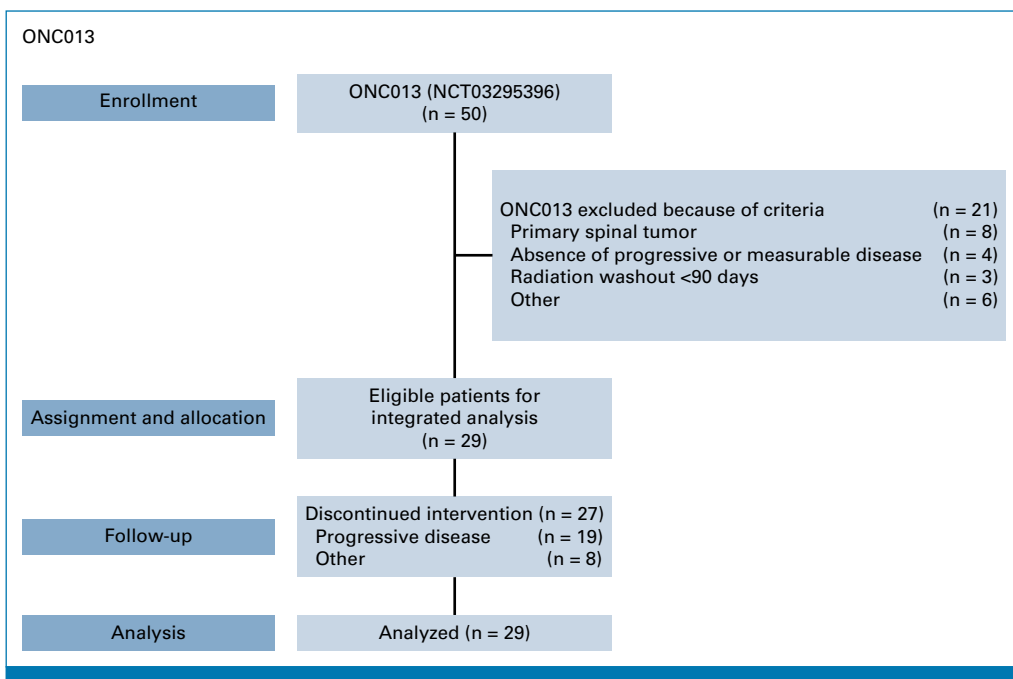 ONC013
Enrollment
ONC013 (NCT03295396)
(n = 50)
ONC013 excluded because of criteria (n = 21)
Primary spinal tumor (n = 8)
Absence of progressive or measurable disease (n = 4)
Radiation washout <90 days (n = 3)
Other (n = 6)
Assignment and allocation
Eligible patients for
integrated analysis
(n = 29)
Follow-up
Discontinued intervention (n = 27)
Progressive disease (n = 19)
Other (n = 8)
Analysis
Analyzed (n = 29)